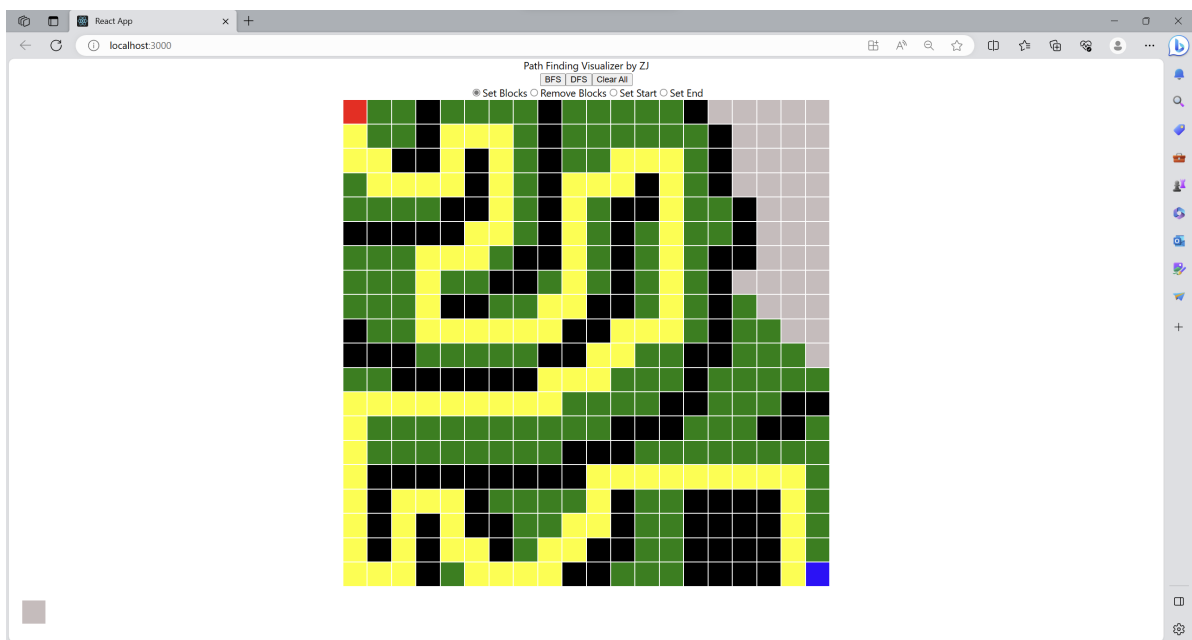 React App
localhost:3000
Path Finding Visualizer by ZJ
BFS DFS Clear All
Set Blocks Remove Blocks Set Start Set End